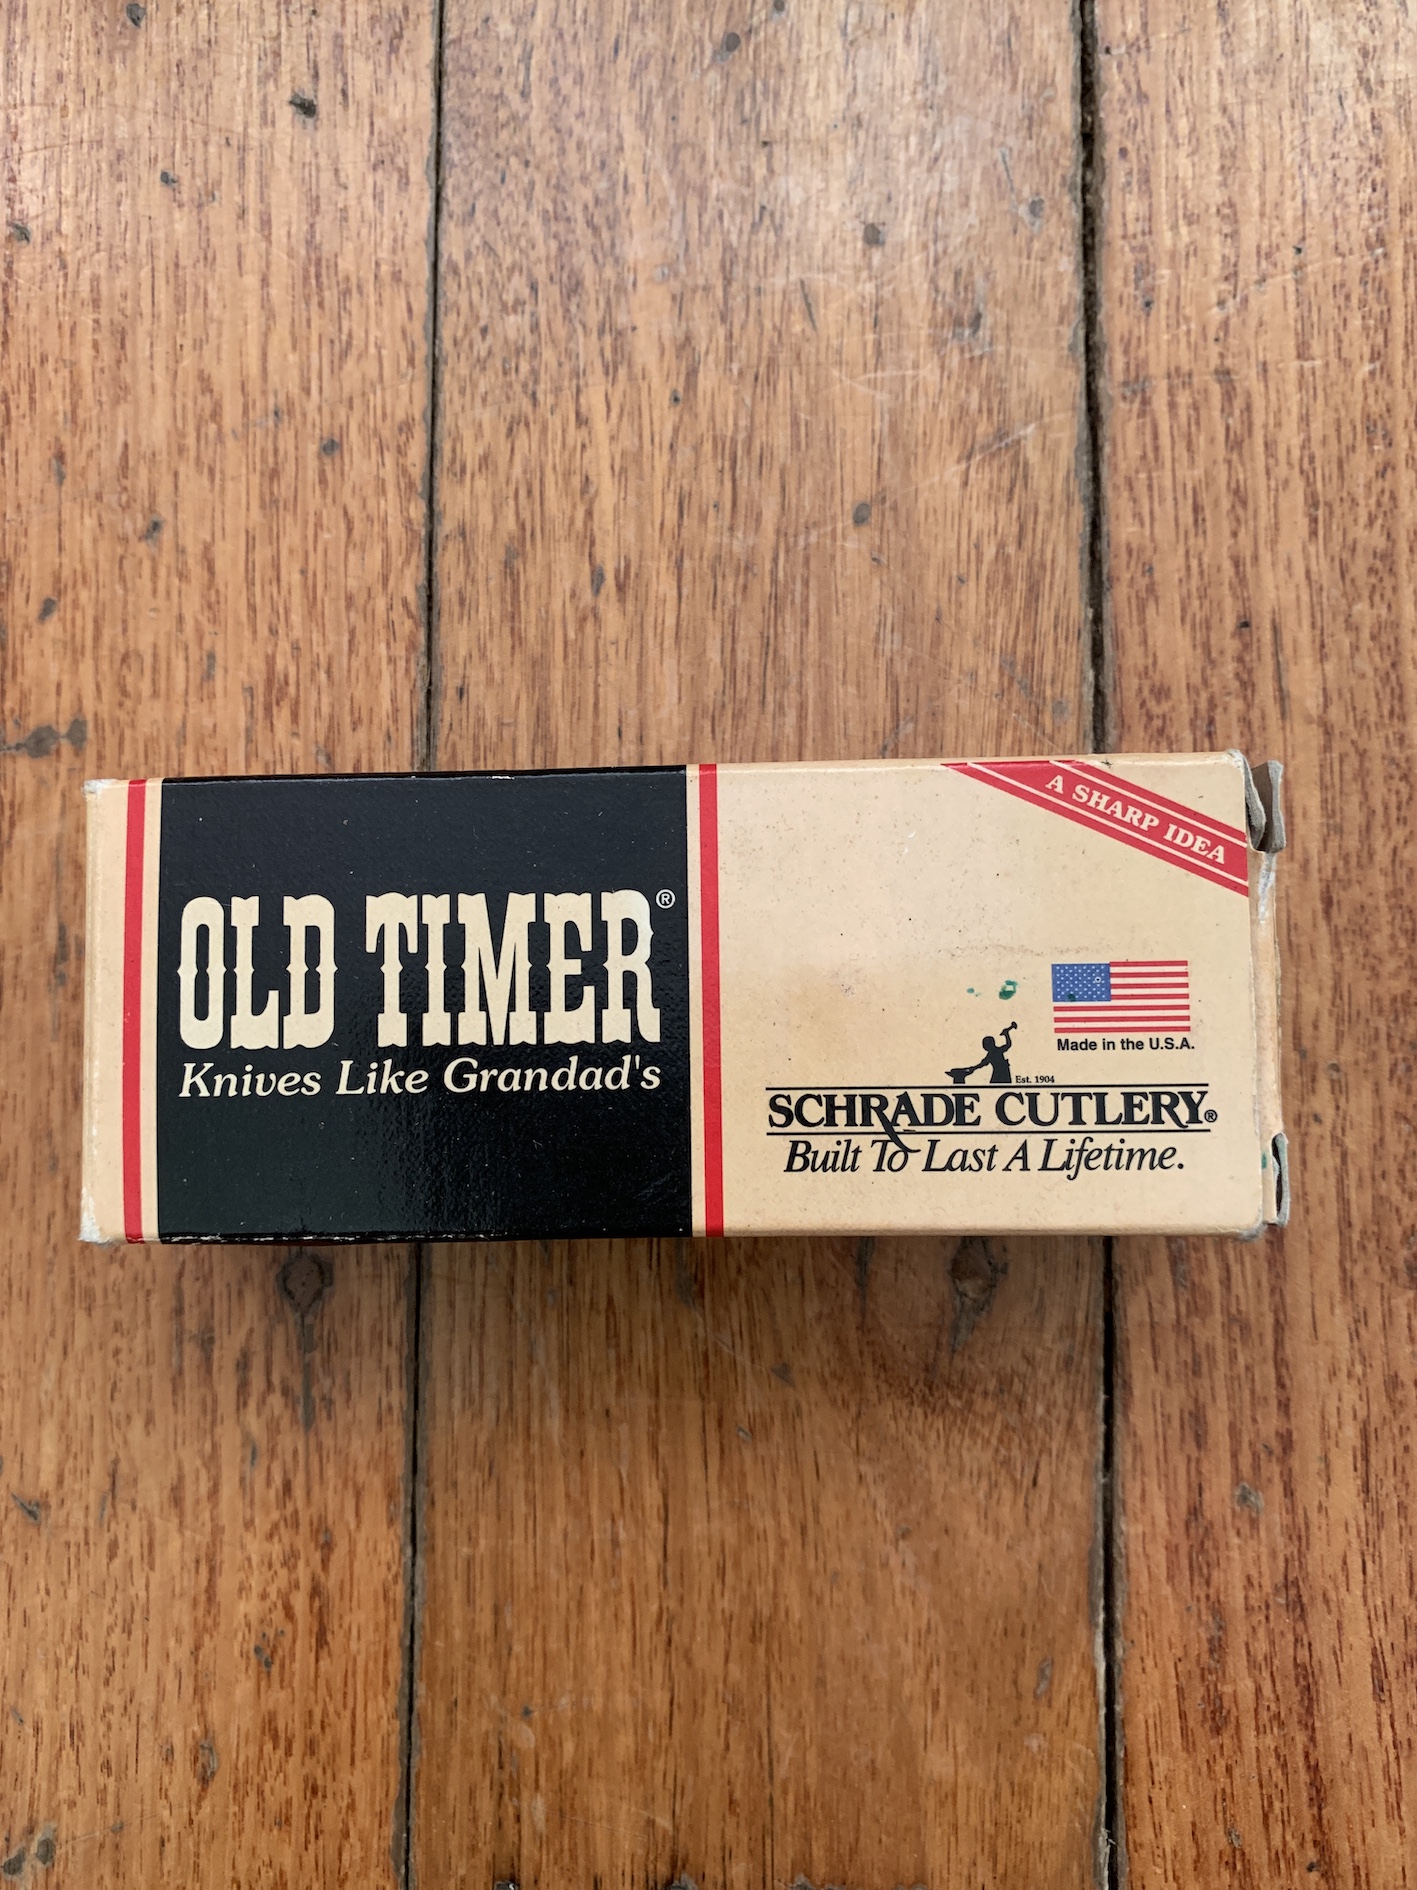 OLD TIMER®
Knives Like Grandad's
A SHARP IDEA
Made in the U.S.A.
Est. 1904
SCHRADE CUTLERY®
Built To Last A Lifetime.